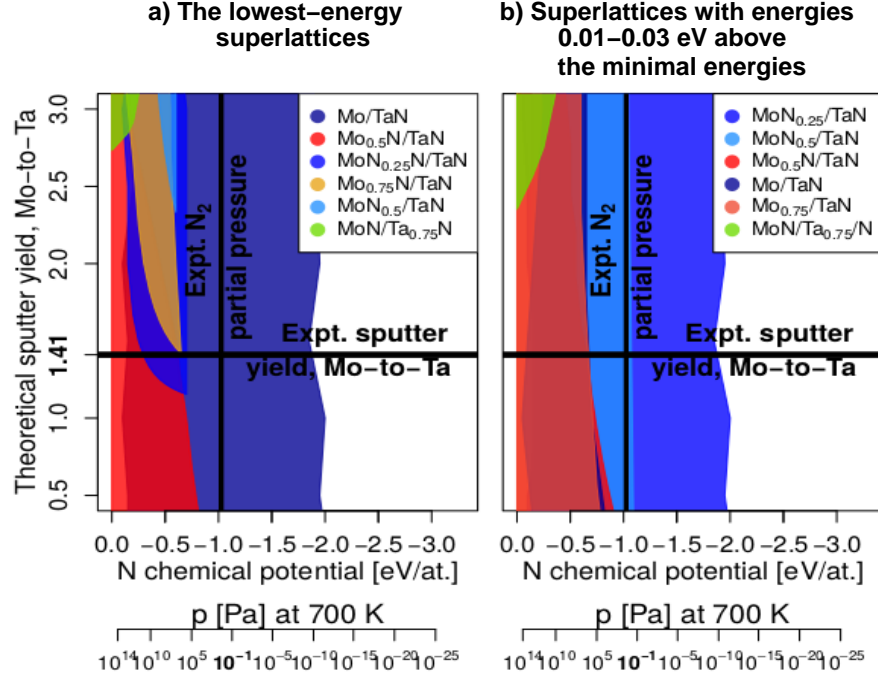 a) The lowest−energy
superlattices
b) Superlattices with energies
0.01−0.03 eV above
the minimal energies
Theoretical sputter yield, Mo−to−Ta
3.0
2.5
2.0
1.41
1.0
0.5
Mo/TaN
Mo0.5N/TaN
MoN0.25N/TaN
Mo0.75N/TaN
MoN0.5/TaN
MoN/Ta0.75N
Expt. N2
partial pressure
Expt. sputter
yield, Mo−to−Ta
0.0 −0.5 −1.0 −1.5 −2.0 −2.5 −3.0
N chemical potential [eV/at.]
p [Pa] at 700 K
10^14 10^10 10^5 10^−1 10^−5 10^−10 10^−15 10^−20 10^−25
MoN0.25/TaN
MoN0.5/TaN
Mo0.5N/TaN
Mo/TaN
Mo0.75/TaN
MoN/Ta0.75/N
Expt. N2
partial pressure
Expt. sputter
yield, Mo−to−Ta
0.0 −0.5 −1.0 −1.5 −2.0 −2.5 −3.0
N chemical potential [eV/at.]
p [Pa] at 700 K
10^14 10^10 10^5 10^−1 10^−5 10^−10 10^−15 10^−20 10^−25